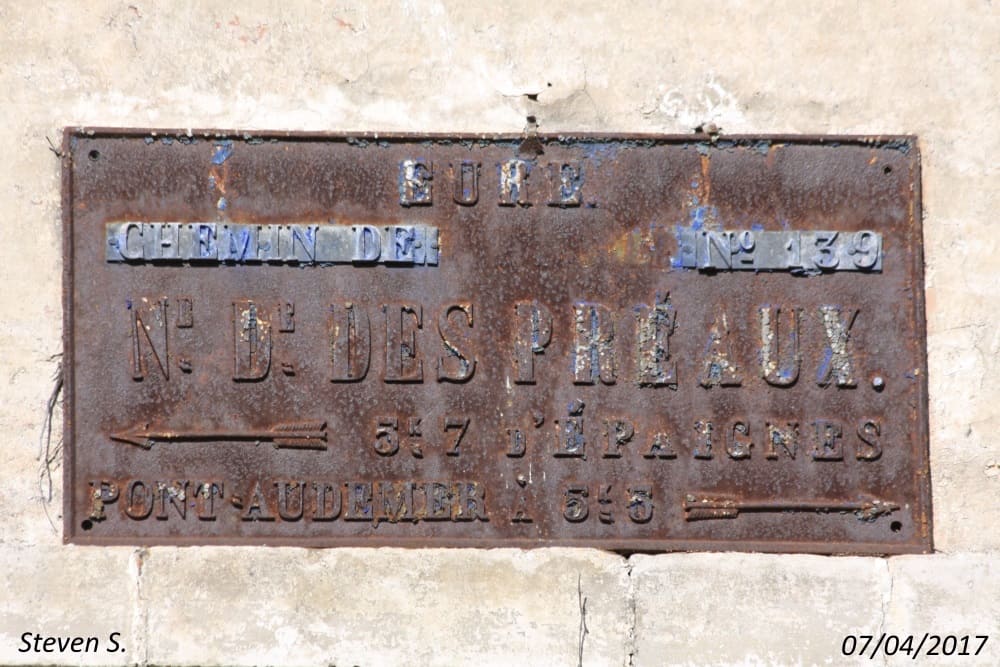 EURE.
CHEMIN DE Nº 139
Nᴱ. Dᴱ. DES PRÉAUX.
5ᴷ.7 D'ÉPAIGNES
PONT-AUDEMER À 5ᴷ.5
Steven S. 07/04/2017